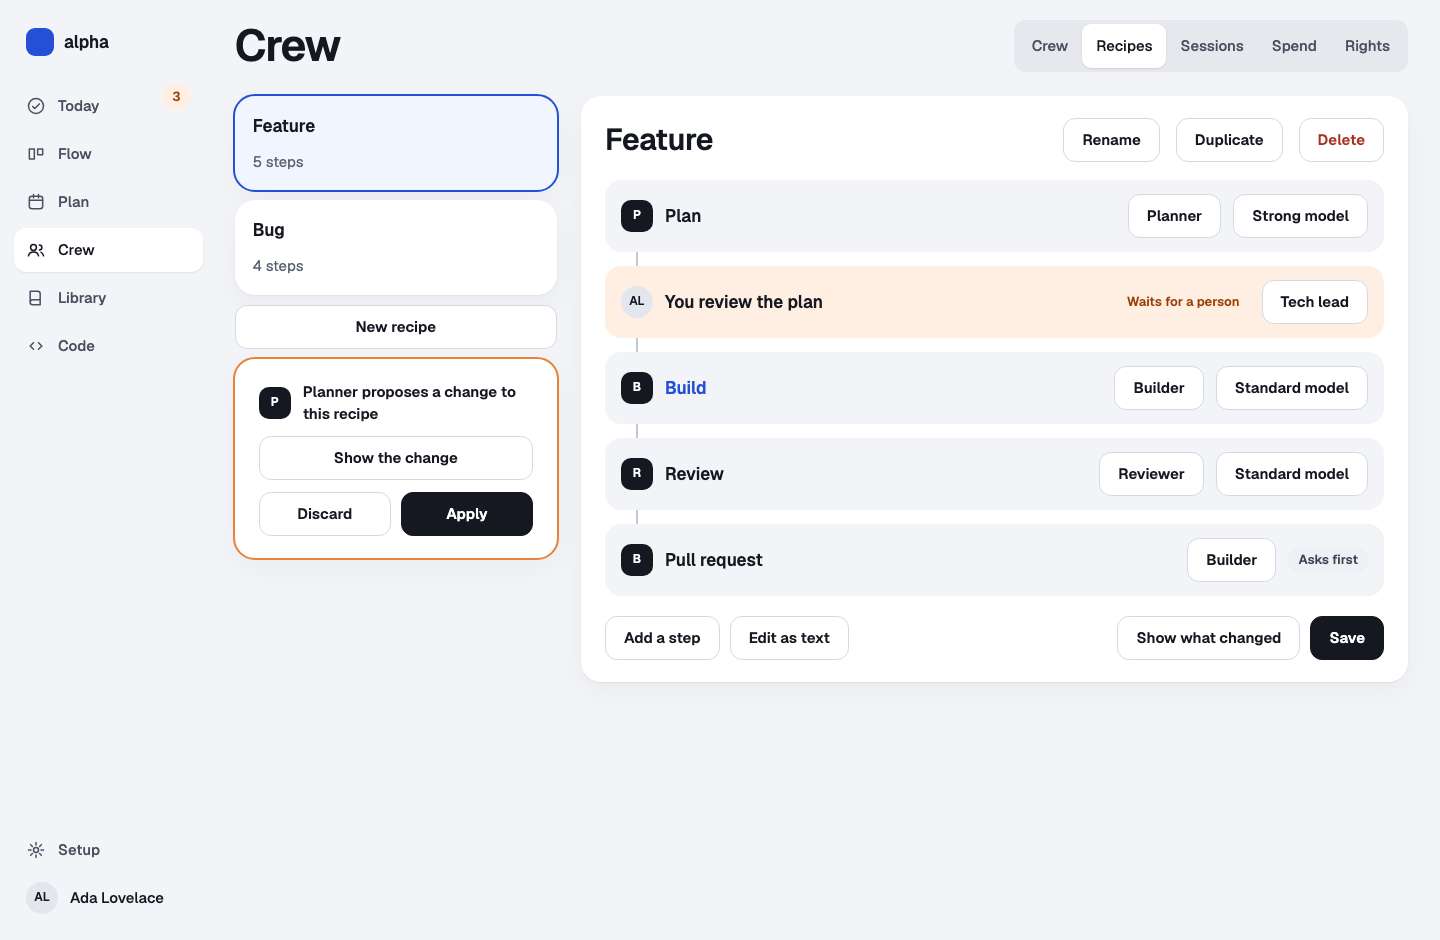 alpha
Today
3
Flow
Plan
Crew
Library
Code
Setup
AL
Ada Lovelace
Crew
Crew
Recipes
Sessions
Spend
Rights
Feature
5 steps
Bug
4 steps
New recipe
P
Planner proposes a change to
this recipe
Show the change
Discard
Apply
Feature
Rename
Duplicate
Delete
P
Plan
Planner
Strong model
AL
You review the plan
Waits for a person
Tech lead
B
Build
Builder
Standard model
R
Review
Reviewer
Standard model
B
Pull request
Builder
Asks first
Add a step
Edit as text
Show what changed
Save